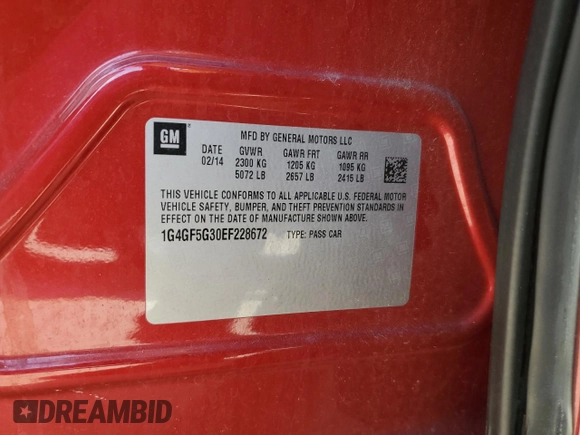 GM
MFD BY GENERAL MOTORS LLC
DATE GVWR GAWR FRT GAWR RR
02/14 2300 KG 1205 KG 1095 KG
5072 LB 2657 LB 2415 LB
THIS VEHICLE CONFORMS TO ALL APPLICABLE U.S. FEDERAL MOTOR
VEHICLE SAFETY, BUMPER, AND THEFT PREVENTION STANDARDS IN
EFFECT ON THE DATE OF MANUFACTURE SHOWN ABOVE.
1G4GF5G30EF228672 TYPE: PASS CAR
DREAMBID